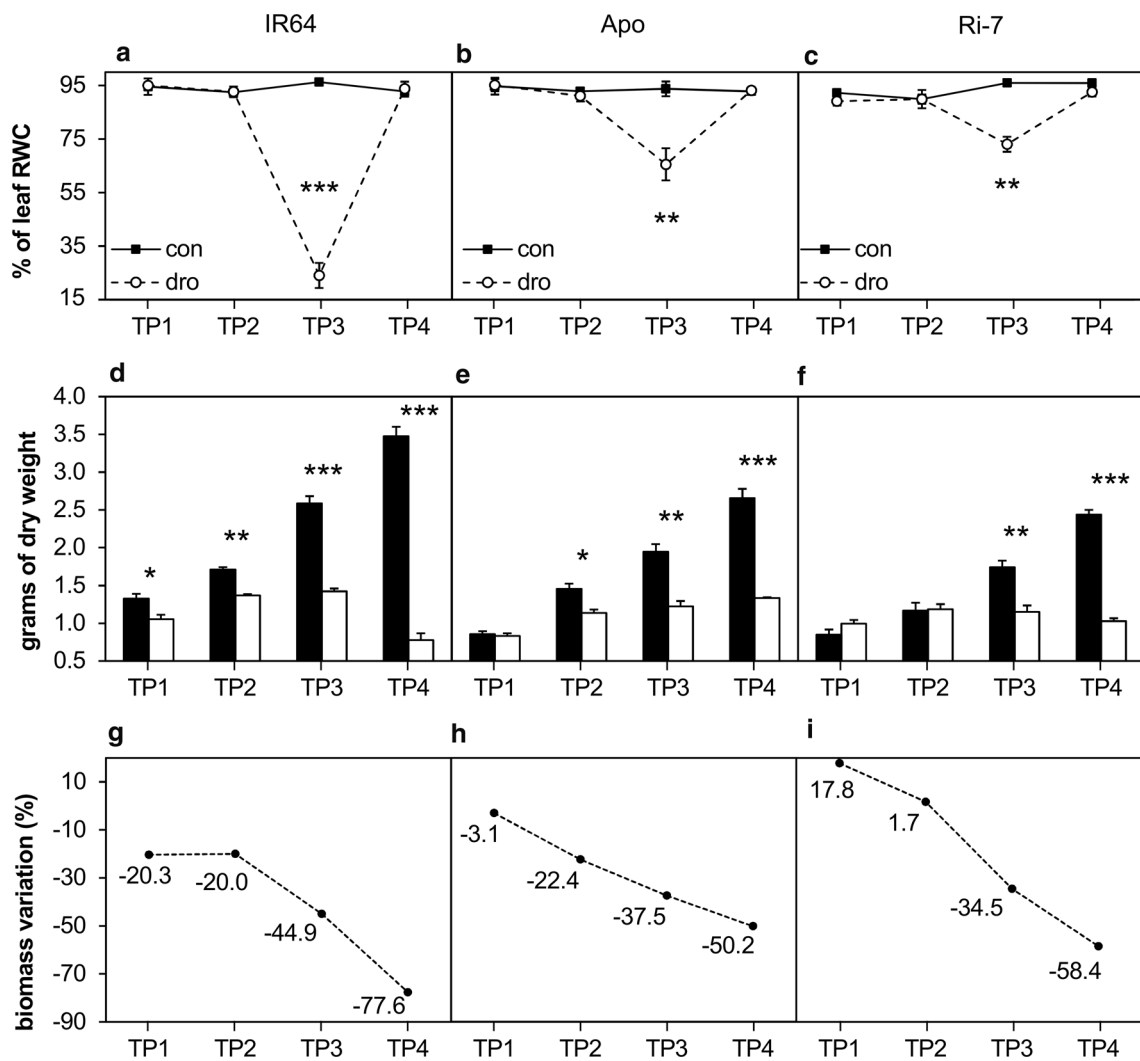 IR64 Apo Ri-7
a b c
% of leaf RWC
95
75
55
35
15
*** ** **
con con con
dro dro dro
TP1 TP2 TP3 TP4 TP1 TP2 TP3 TP4 TP1 TP2 TP3 TP4
d e f
grams of dry weight
4.0
3.5
3.0
2.5
2.0
1.5
1.0
0.5
* ** *** *** * ** *** ** ***
TP1 TP2 TP3 TP4 TP1 TP2 TP3 TP4 TP1 TP2 TP3 TP4
g h i
biomass variation (%)
10
-10
-30
-50
-70
-90
-20.3 -20.0 -44.9 -77.6
-3.1 -22.4 -37.5 -50.2
17.8 1.7 -34.5 -58.4
TP1 TP2 TP3 TP4 TP1 TP2 TP3 TP4 TP1 TP2 TP3 TP4